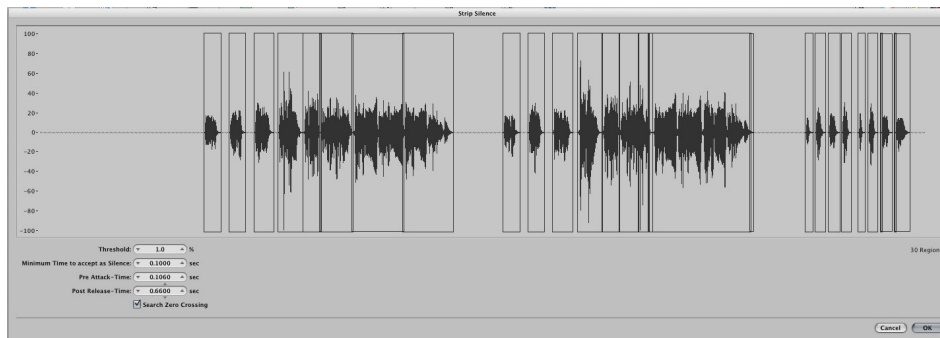 Strip Silence
100-
80-
60-
40-
20-
0-
-20-
-40-
-60-
-80-
-100-
Threshold: 1.0 %
30 Region
Minimum Time to accept as Silence: 0.1000 sec
Pre Attack-Time: 0.1060 sec
Post Release-Time: 0.6600 sec
Search Zero Crossing
Cancel OK